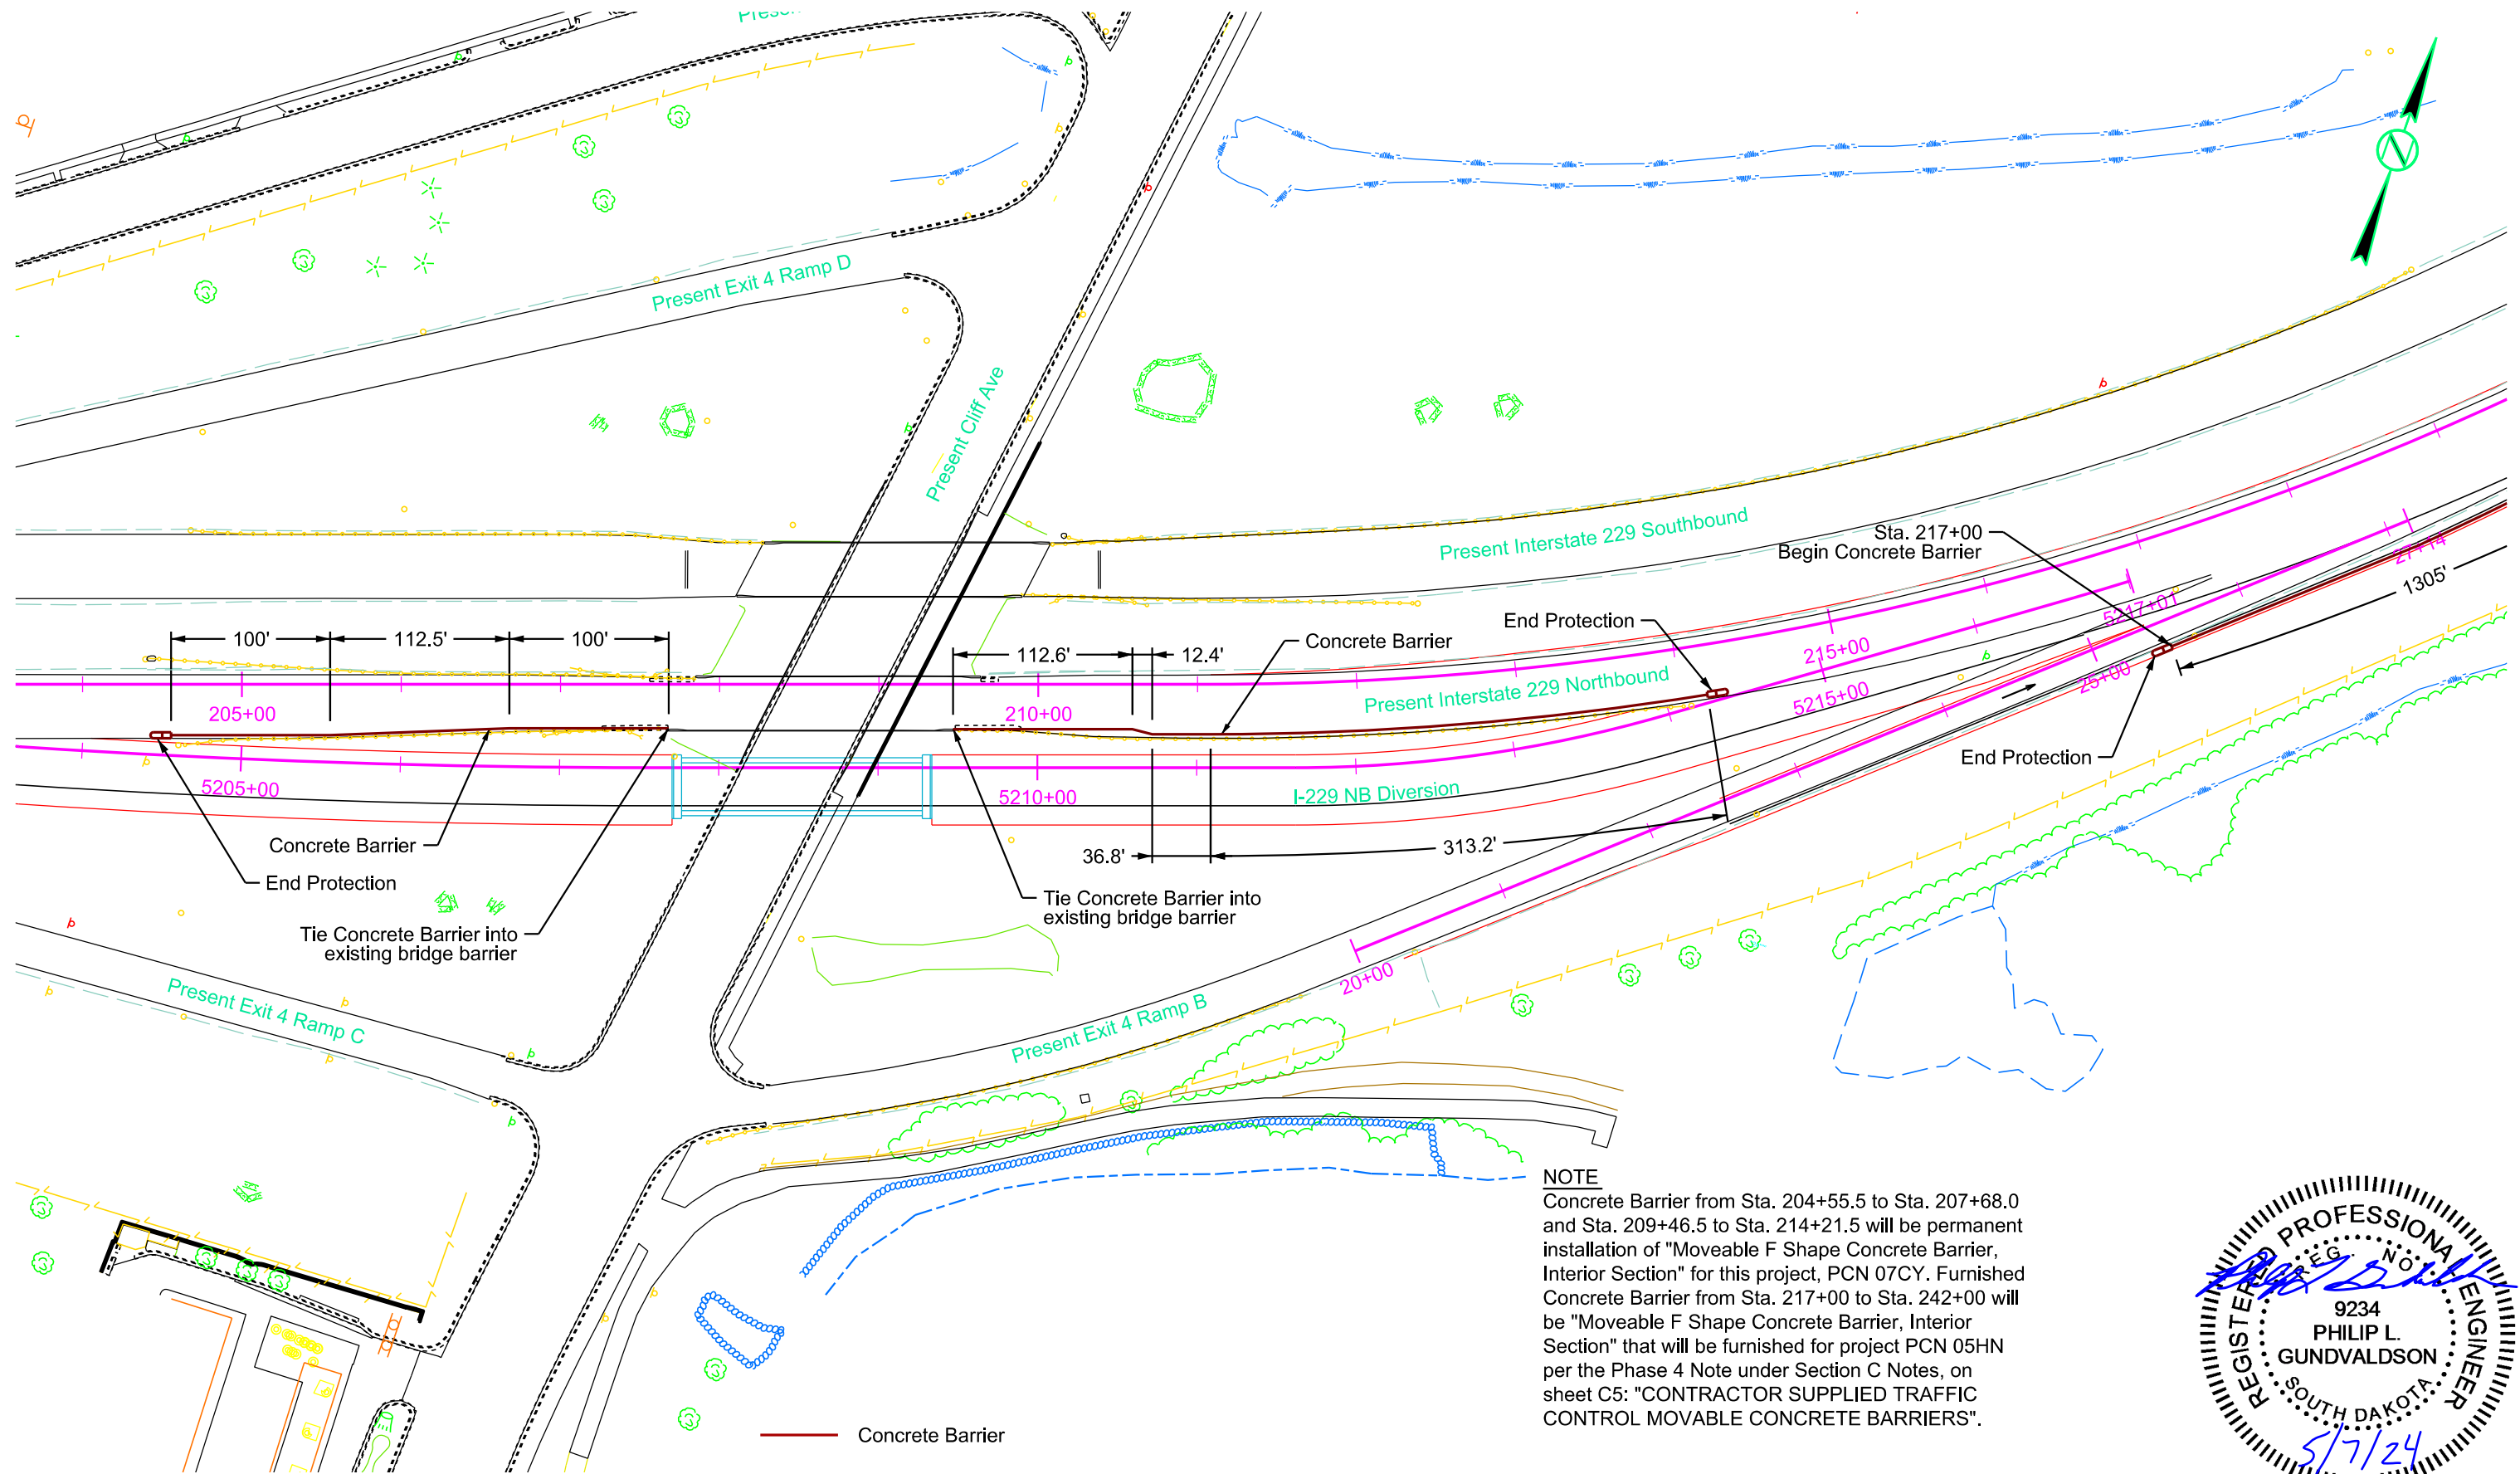 Present Exit 4 Ramp D
Present Cliff Ave
Present Interstate 229 Southbound
Sta. 217+00
Begin Concrete Barrier
27+14
1305'
5217+01
End Protection
100'
112.5'
100'
112.6'
12.4'
Concrete Barrier
215+00
25+00
205+00
210+00
Present Interstate 229 Northbound
5215+00
End Protection
5205+00
5210+00
I-229 NB Diversion
Concrete Barrier
36.8'
313.2'
End Protection
Tie Concrete Barrier into
existing bridge barrier
Tie Concrete Barrier into
existing bridge barrier
20+00
Present Exit 4 Ramp C
Present Exit 4 Ramp B
NOTE
Concrete Barrier from Sta. 204+55.5 to Sta. 207+68.0
and Sta. 209+46.5 to Sta. 214+21.5 will be permanent
installation of "Moveable F Shape Concrete Barrier,
Interior Section" for this project, PCN 07CY. Furnished
Concrete Barrier from Sta. 217+00 to Sta. 242+00 will
be "Moveable F Shape Concrete Barrier, Interior
Section" that will be furnished for project PCN 05HN
per the Phase 4 Note under Section C Notes, on
sheet C5: "CONTRACTOR SUPPLIED TRAFFIC
CONTROL MOVABLE CONCRETE BARRIERS".
Concrete Barrier
N
REGISTERED PROFESSIONAL ENGINEER
REG. NO.
9234
PHILIP L.
GUNDVALDSON
SOUTH DAKOTA
5/7/24